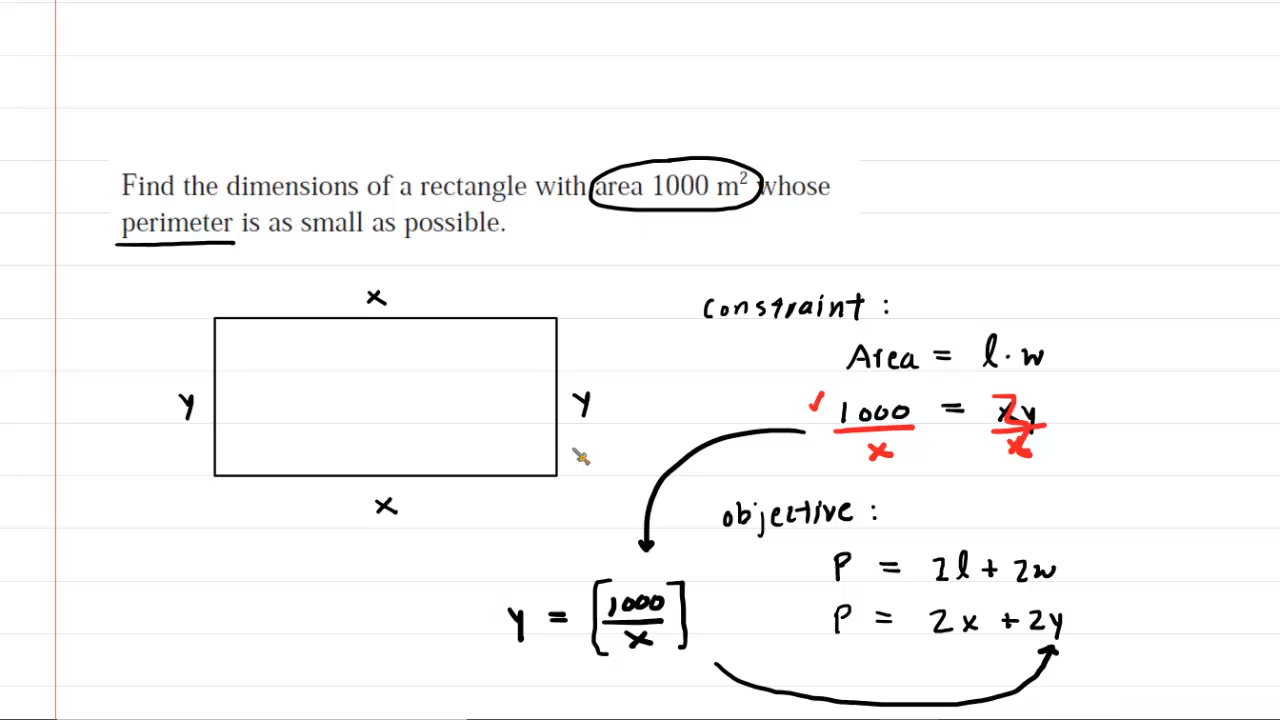 Find the dimensions of a rectangle with area 1000 m² whose
perimeter is as small as possible.
x
y
y
x
constraint :
Area = l · w
✓ 1000 / x = xy / x
objective :
P = 2l + 2w
P = 2x + 2y
y = [1000 / x]